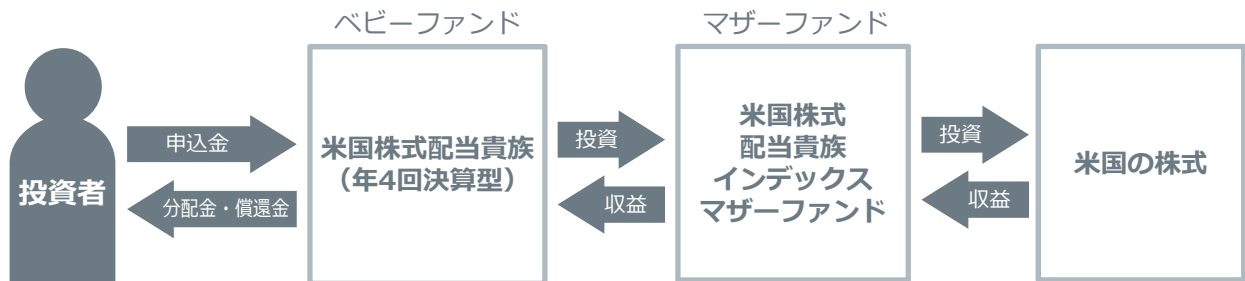 ベビーファンド
マザーファンド
投資者
申込金
分配金・償還金
米国株式配当貴族
（年4回決算型）
投資
収益
米国株式
配当貴族
インデックス
マザーファンド
投資
収益
米国の株式